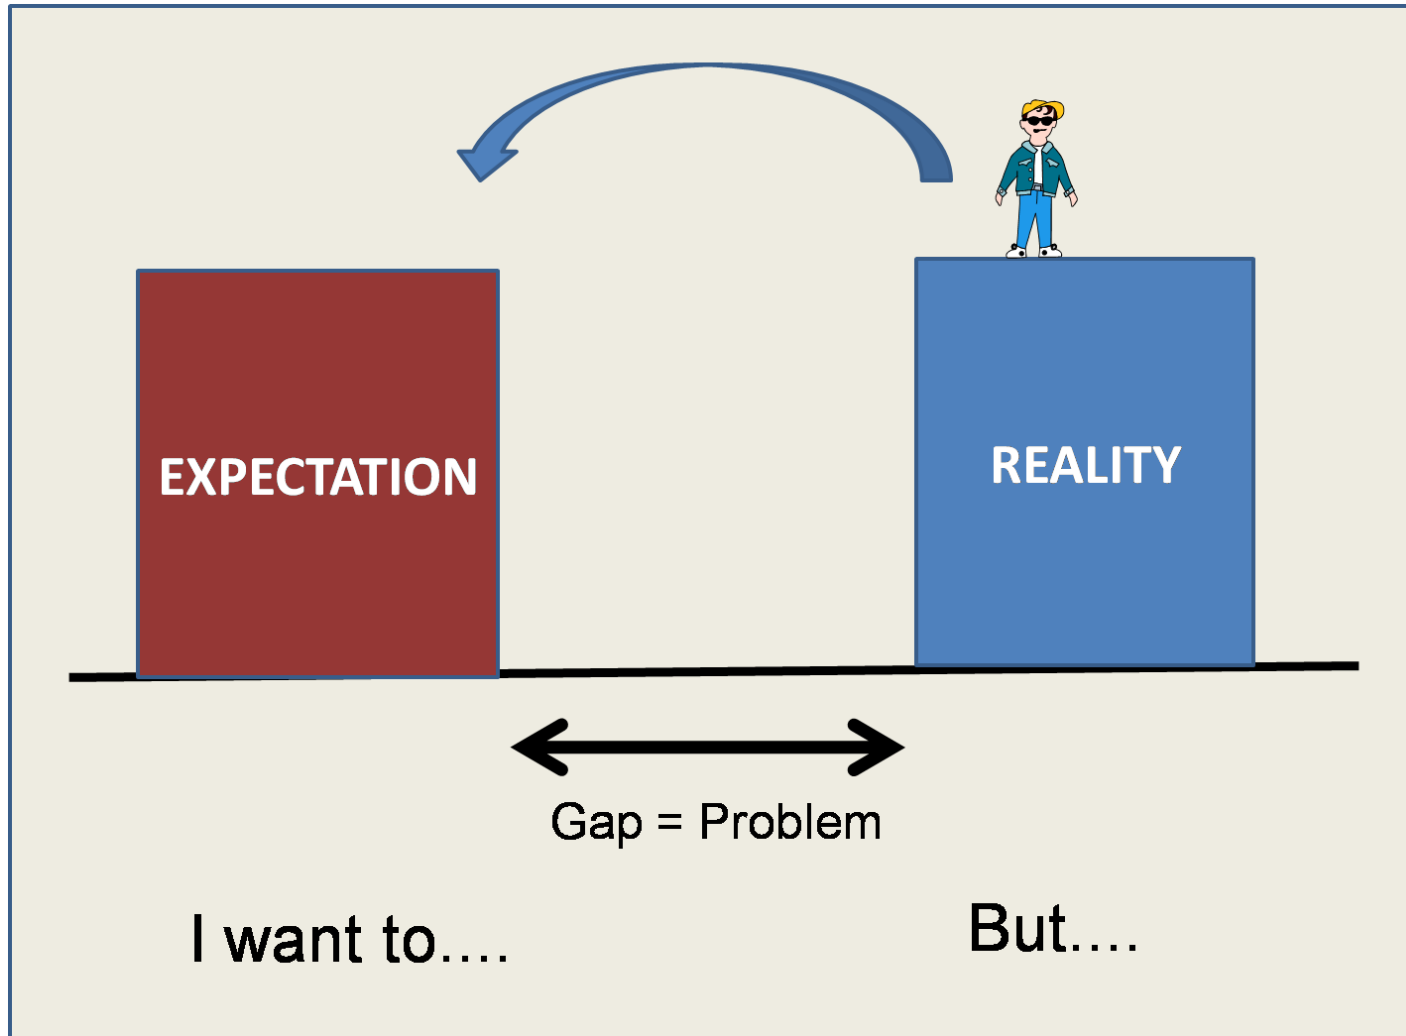 EXPECTATION
REALITY
Gap = Problem
I want to....
But....